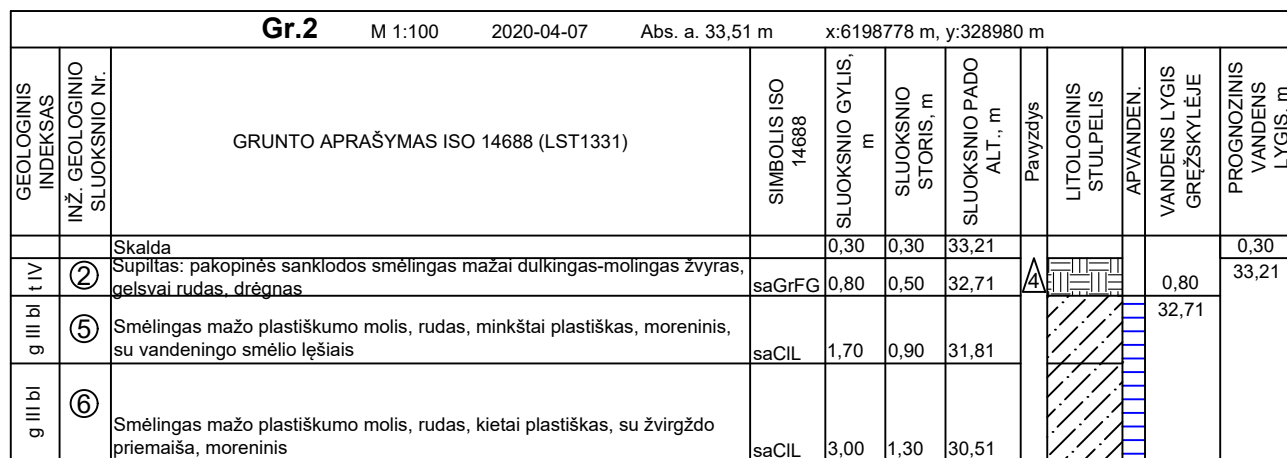 Gr.2 M 1:100 2020-04-07 Abs. a. 33,51 m x:6198778 m, y:328980 m
GEOLOGINIS
INDEKSAS
INŽ. GEOLOGINIO
SLUOKSNIO Nr.
GRUNTO APRAŠYMAS ISO 14688 (LST1331)
SIMBOLIS ISO
14688
SLUOKSNIO GYLIS,
m
SLUOKSNIO
STORIS, m
SLUOKSNIO PADO
ALT., m
Pavyzdys
LITOLOGINIS
STULPELIS
APVANDEN.
VANDENS LYGIS
GRĘŽSKYLĖJE
PROGNOZINIS
VANDENS
LYGIS, m
Skalda 0,30 0,30 33,21 0,30
t IV 2 Supiltas: pakopinės sanklodos smėlingas mažai dulkingas-molingas žvyras,
gelsvai rudas, drėgnas saGrFG 0,80 0,50 32,71 4 0,80 33,21
g III bl 5 Smėlingas mažo plastiškumo molis, rudas, minkštai plastiškas, moreninis, 32,71
su vandeningo smėlio lęšiais saClL 1,70 0,90 31,81
g III bl 6 Smėlingas mažo plastiškumo molis, rudas, kietai plastiškas, su žvirgždo
priemaiša, moreninis saClL 3,00 1,30 30,51